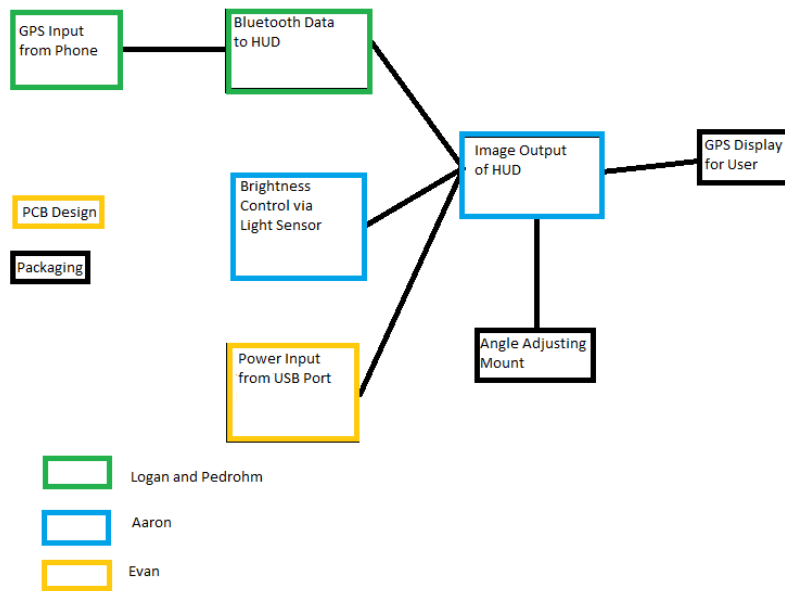 GPS Input
from Phone
Bluetooth Data
to HUD
Image Output
of HUD
GPS Display
for User
Brightness
Control via
Light Sensor
PCB Design
Packaging
Power Input
from USB Port
Angle Adjusting
Mount
Logan and Pedrohm
Aaron
Evan